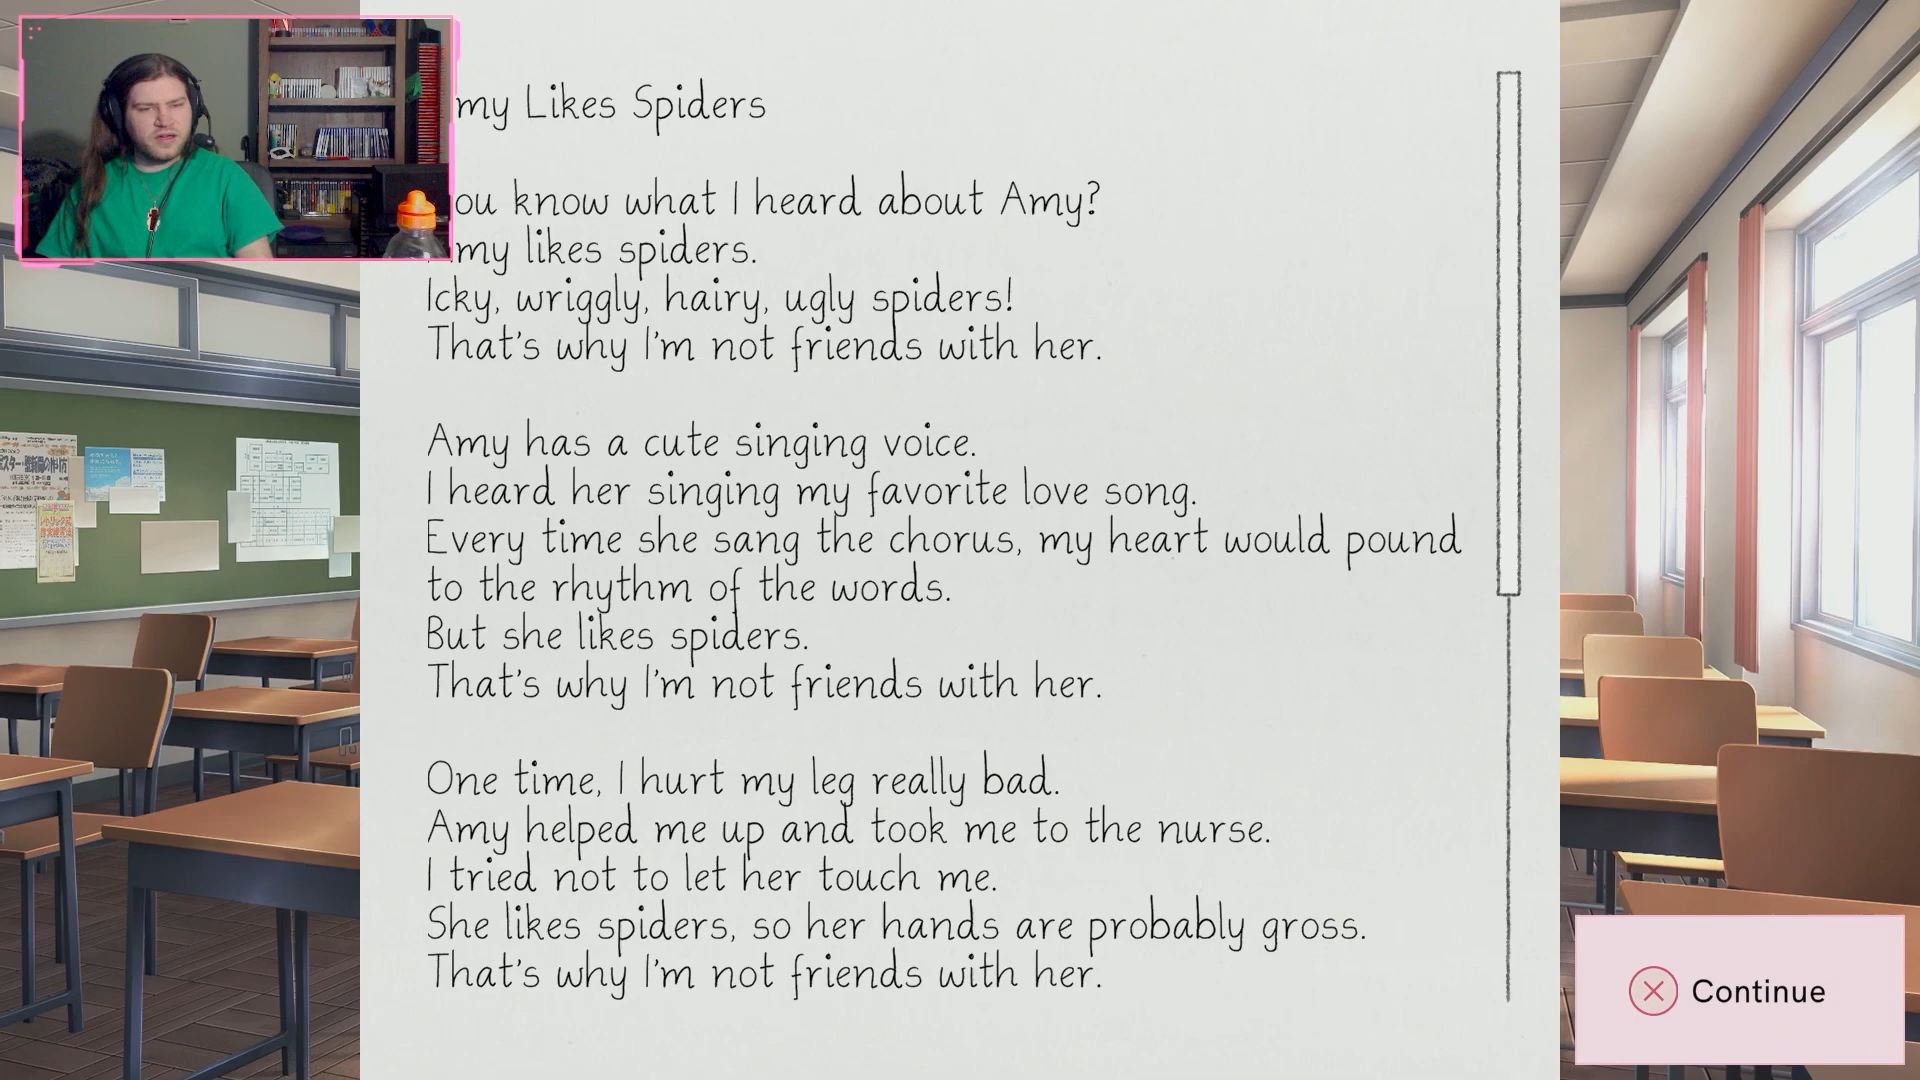 my Likes Spiders
ou know what I heard about Amy?
my likes spiders.
Icky, wriggly, hairy, ugly spiders!
That's why I'm not friends with her.
Amy has a cute singing voice.
I heard her singing my favorite love song.
Every time she sang the chorus, my heart would pound
to the rhythm of the words.
But she likes spiders.
That's why I'm not friends with her.
One time, I hurt my leg really bad.
Amy helped me up and took me to the nurse.
I tried not to let her touch me.
She likes spiders, so her hands are probably gross.
That's why I'm not friends with her.
Continue